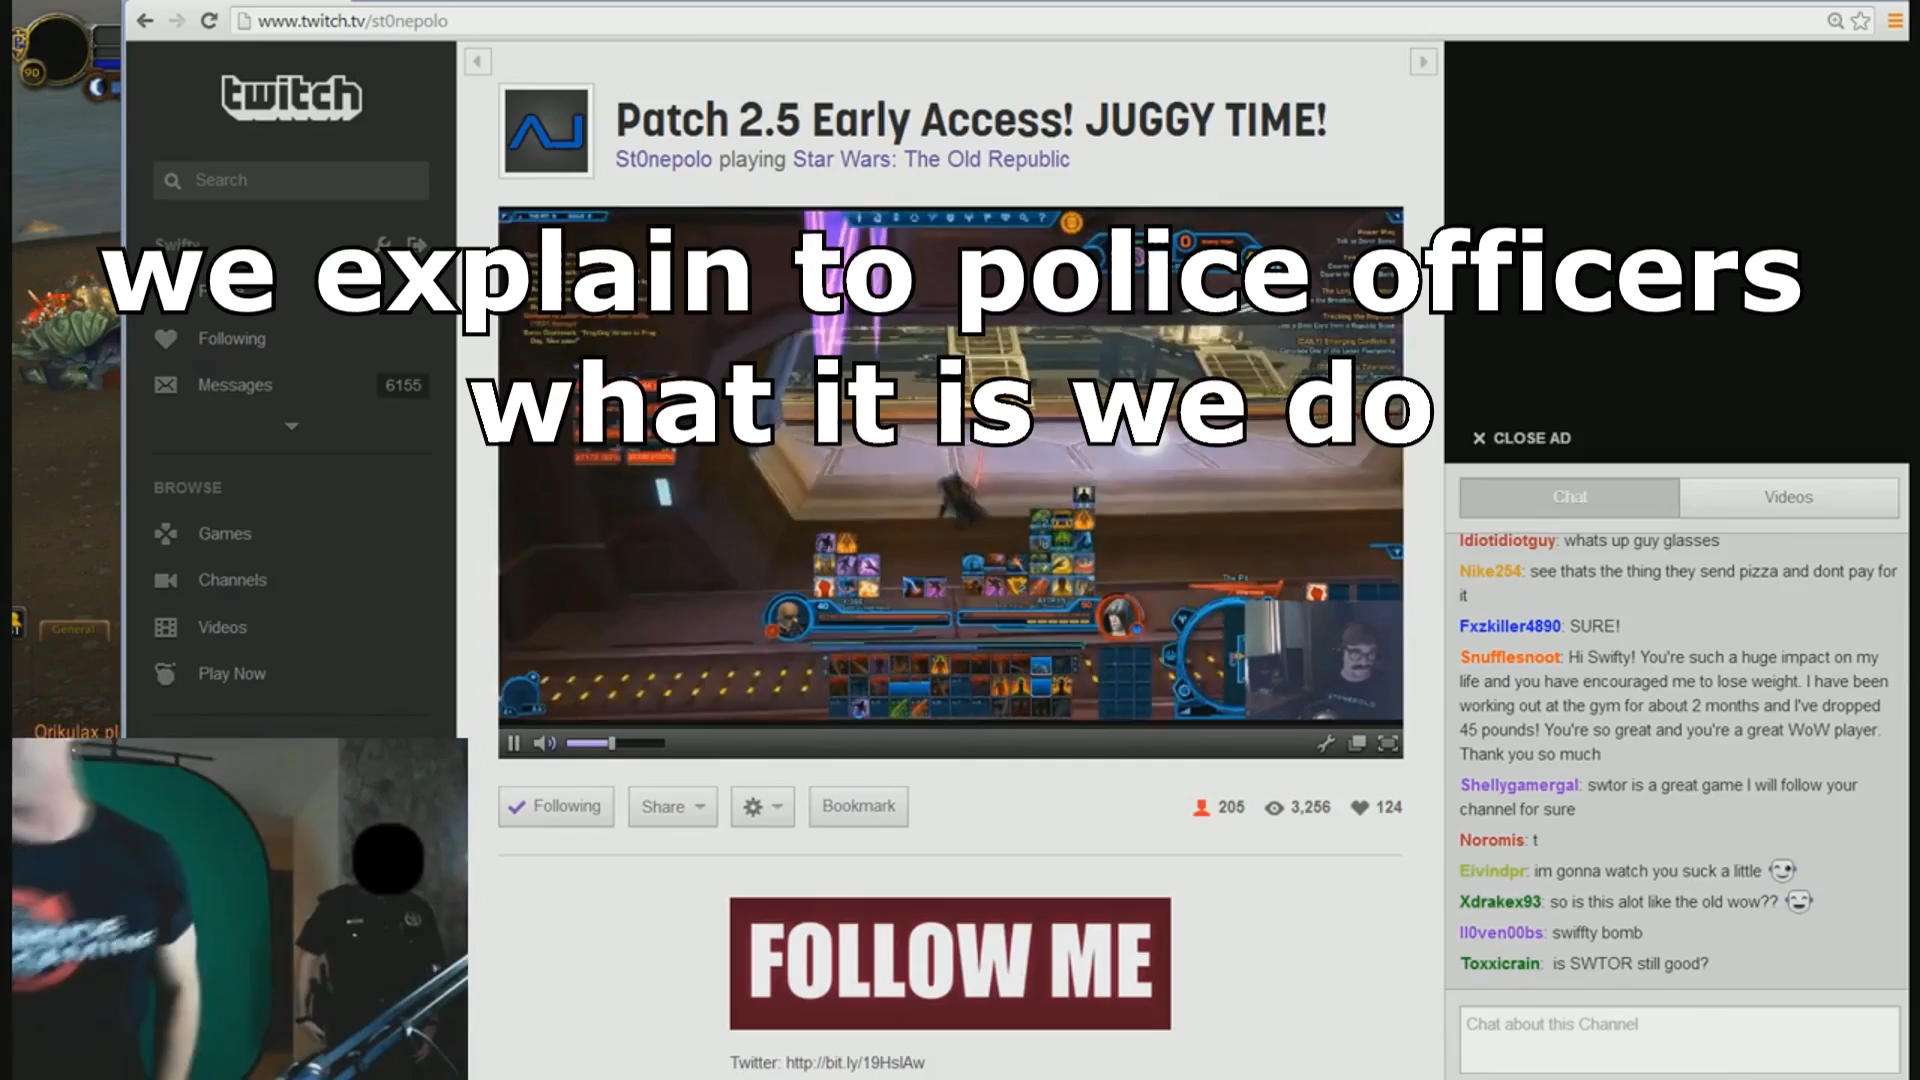 www.twitch.tv/st0nepolo
90
twitch
Search
Swifty
Following
Messages 6155
BROWSE
Games
Channels
Videos
Play Now
General
Orikulax pl
Patch 2.5 Early Access! JUGGY TIME!
St0nepolo playing Star Wars: The Old Republic
we explain to police officers
what it is we do
Following
Share
Bookmark
205
3,256
124
FOLLOW ME
Twitter: http://bit.ly/19HslAw
X CLOSE AD
Chat
Videos
Idiotidiotguy: whats up guy glasses
Nike254: see thats the thing they send pizza and dont pay for
it
Fxzkiller4890: SURE!
Snufflesnoot: Hi Swifty! You're such a huge impact on my
life and you have encouraged me to lose weight. I have been
working out at the gym for about 2 months and I've dropped
45 pounds! You're so great and you're a great WoW player.
Thank you so much
Shellygamergal: swtor is a great game I will follow your
channel for sure
Noromis: t
Eivindpr: im gonna watch you suck a little
Xdrakex93: so is this alot like the old wow??
Il0ven00bs: swiffty bomb
Toxxicrain: is SWTOR still good?
Chat about this Channel